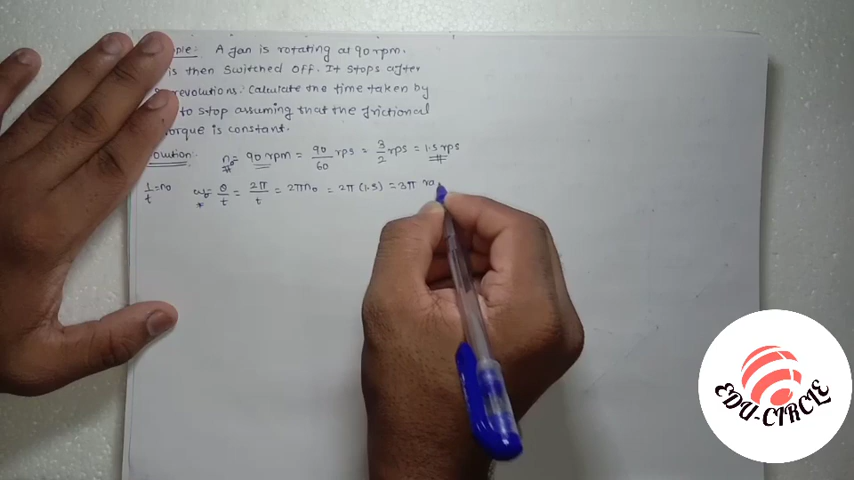 A fan is rotating at 90 rpm.
is then switched off. It stops after
revolutions. Calculate the time taken by
to stop assuming that the frictional
torque is constant.
n₀ = 90 rpm = 90/60 rps = 3/2 rps = 1.5 rps
1/t = n₀ ω₀ = θ/t = 2π/t = 2πn₀ = 2π (1.5) = 3π ra
EDU-CIRCLE